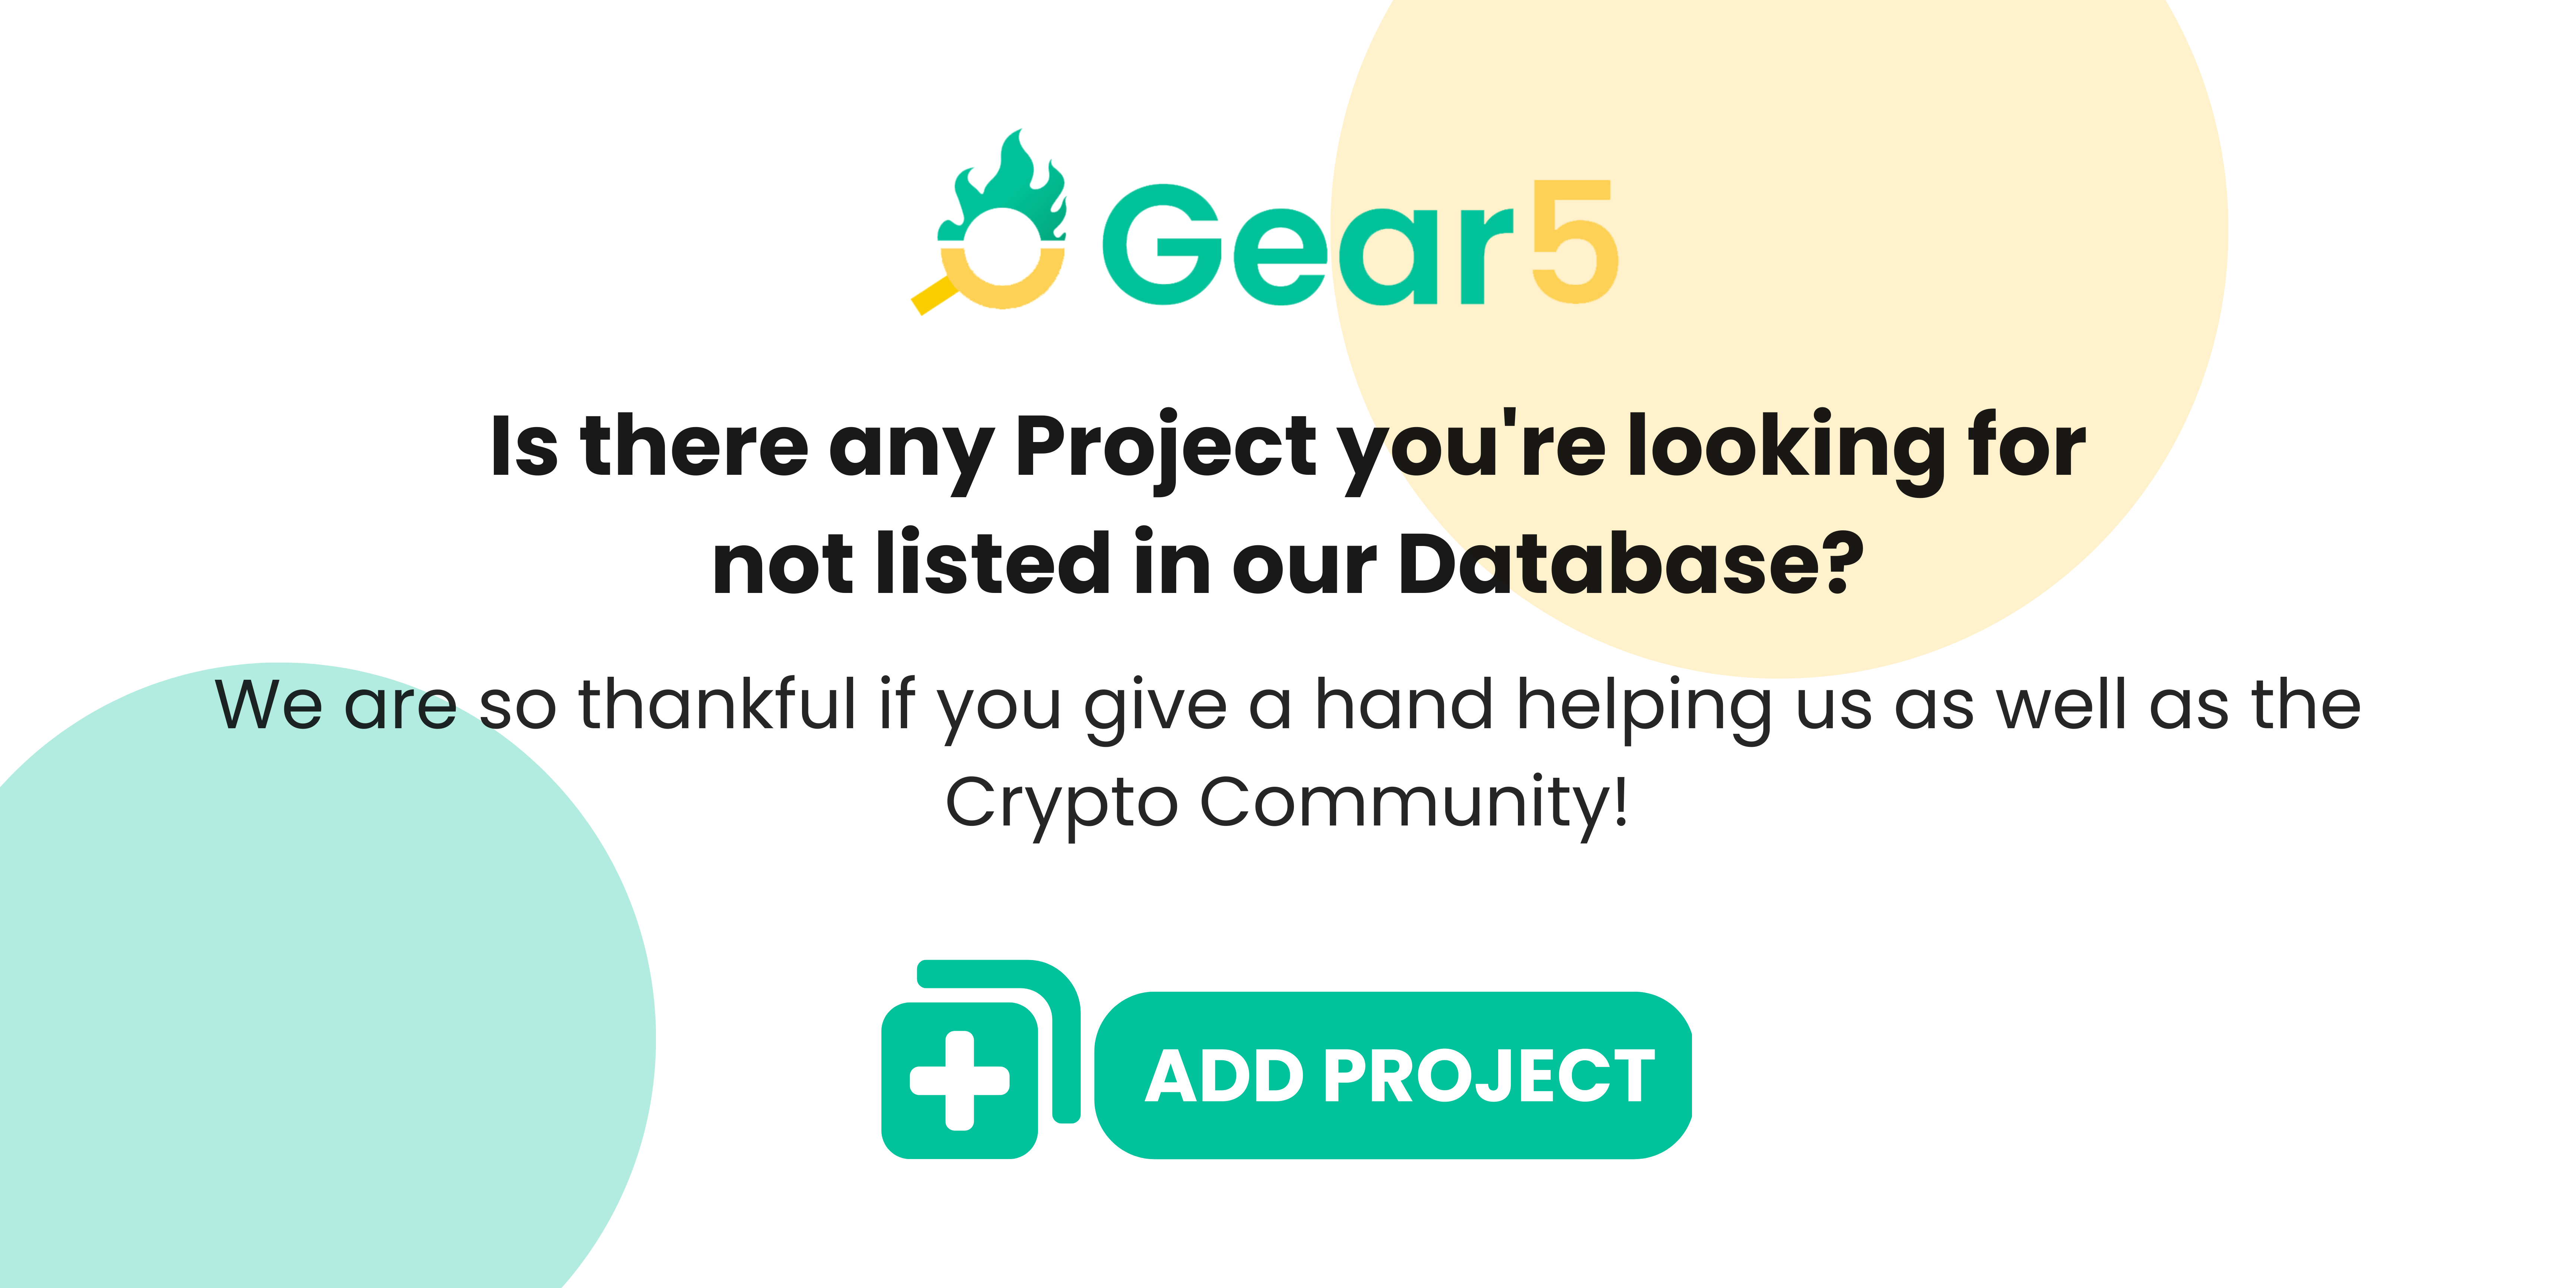 Gear5
Is there any Project you're looking for
not listed in our Database?
We are so thankful if you give a hand helping us as well as the
Crypto Community!
ADD PROJECT